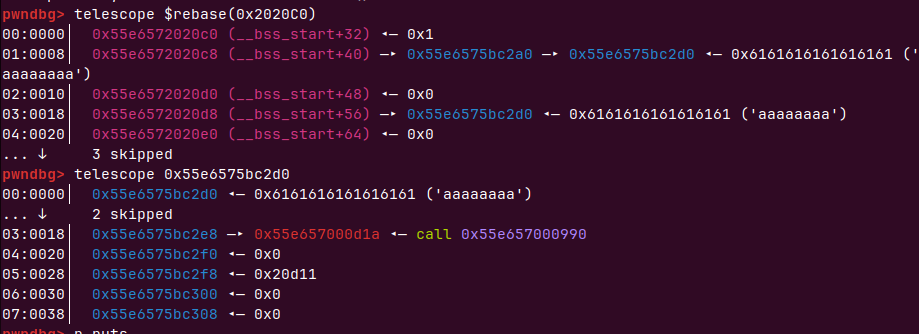 pwndbg> telescope $rebase(0x2020C0)
00:0000│  0x55e6572020c0 (__bss_start+32) ◂— 0x1
01:0008│  0x55e6572020c8 (__bss_start+40) —▸ 0x55e6575bc2a0 —▸ 0x55e6575bc2d0 ◂— 0x6161616161616161 ('
aaaaaaaa')
02:0010│  0x55e6572020d0 (__bss_start+48) ◂— 0x0
03:0018│  0x55e6572020d8 (__bss_start+56) —▸ 0x55e6575bc2d0 ◂— 0x6161616161616161 ('aaaaaaaa')
04:0020│  0x55e6572020e0 (__bss_start+64) ◂— 0x0
... ↓     3 skipped
pwndbg> telescope 0x55e6575bc2d0
00:0000│  0x55e6575bc2d0 ◂— 0x6161616161616161 ('aaaaaaaa')
... ↓     2 skipped
03:0018│  0x55e6575bc2e8 —▸ 0x55e657000d1a ◂— call 0x55e657000990
04:0020│  0x55e6575bc2f0 ◂— 0x0
05:0028│  0x55e6575bc2f8 ◂— 0x20d11
06:0030│  0x55e6575bc300 ◂— 0x0
07:0038│  0x55e6575bc308 ◂— 0x0
pwndbg> p puts